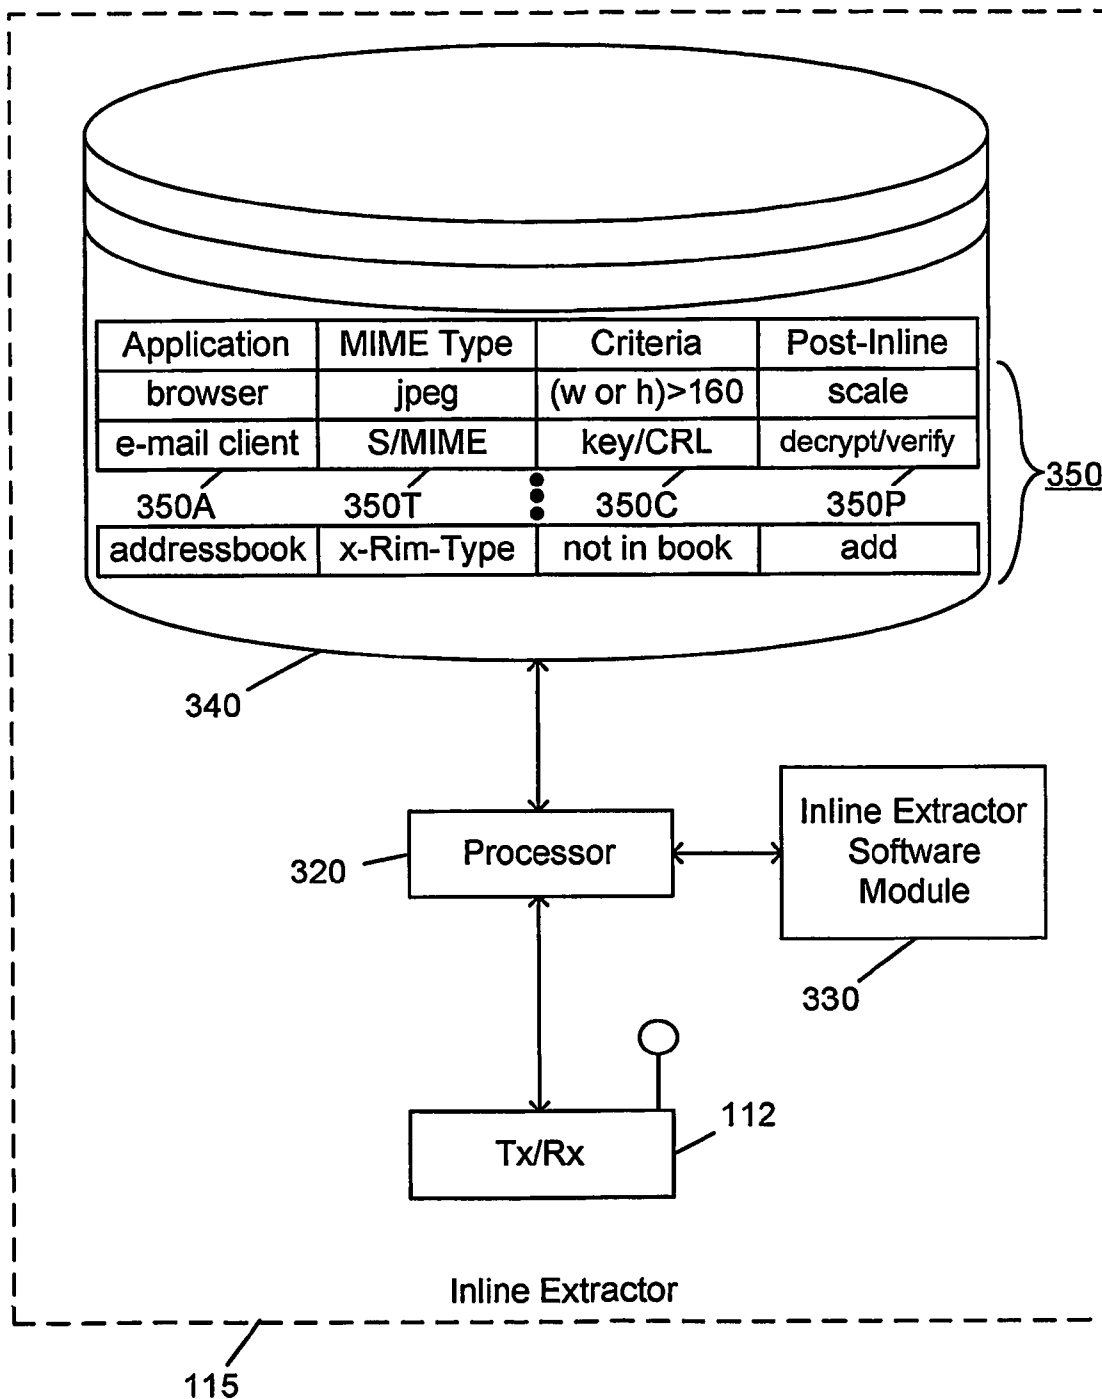 Application MIME Type Criteria Post-Inline
browser jpeg (w or h)>160 scale
e-mail client S/MIME key/CRL decrypt/verify
350
350A 350T 350C 350P
addressbook x-Rim-Type not in book add
340
Processor
320
Inline Extractor
Software
Module
330
Tx/Rx
112
Inline Extractor
115